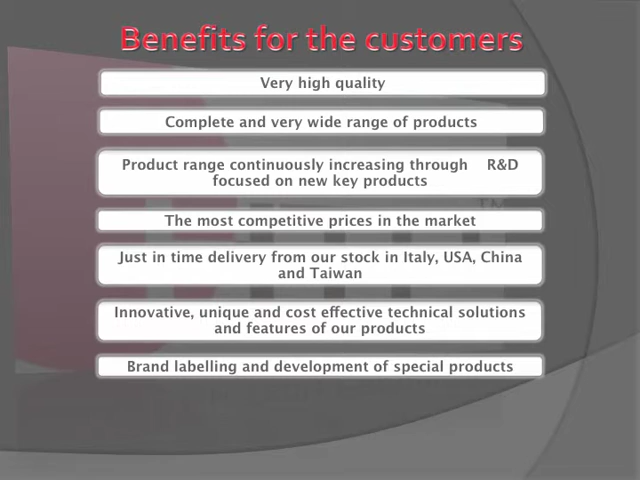 Benefits for the customers
Very high quality
Complete and very wide range of products
Product range continuously increasing through R&D
focused on new key products
The most competitive prices in the market
Just in time delivery from our stock in Italy, USA, China
and Taiwan
Innovative, unique and cost effective technical solutions
and features of our products
Brand labelling and development of special products
TM